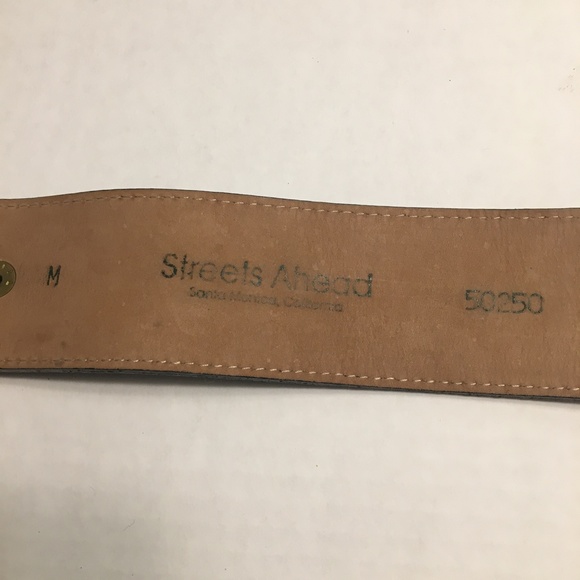 M
Streets Ahead
Santa Monica, California
50250